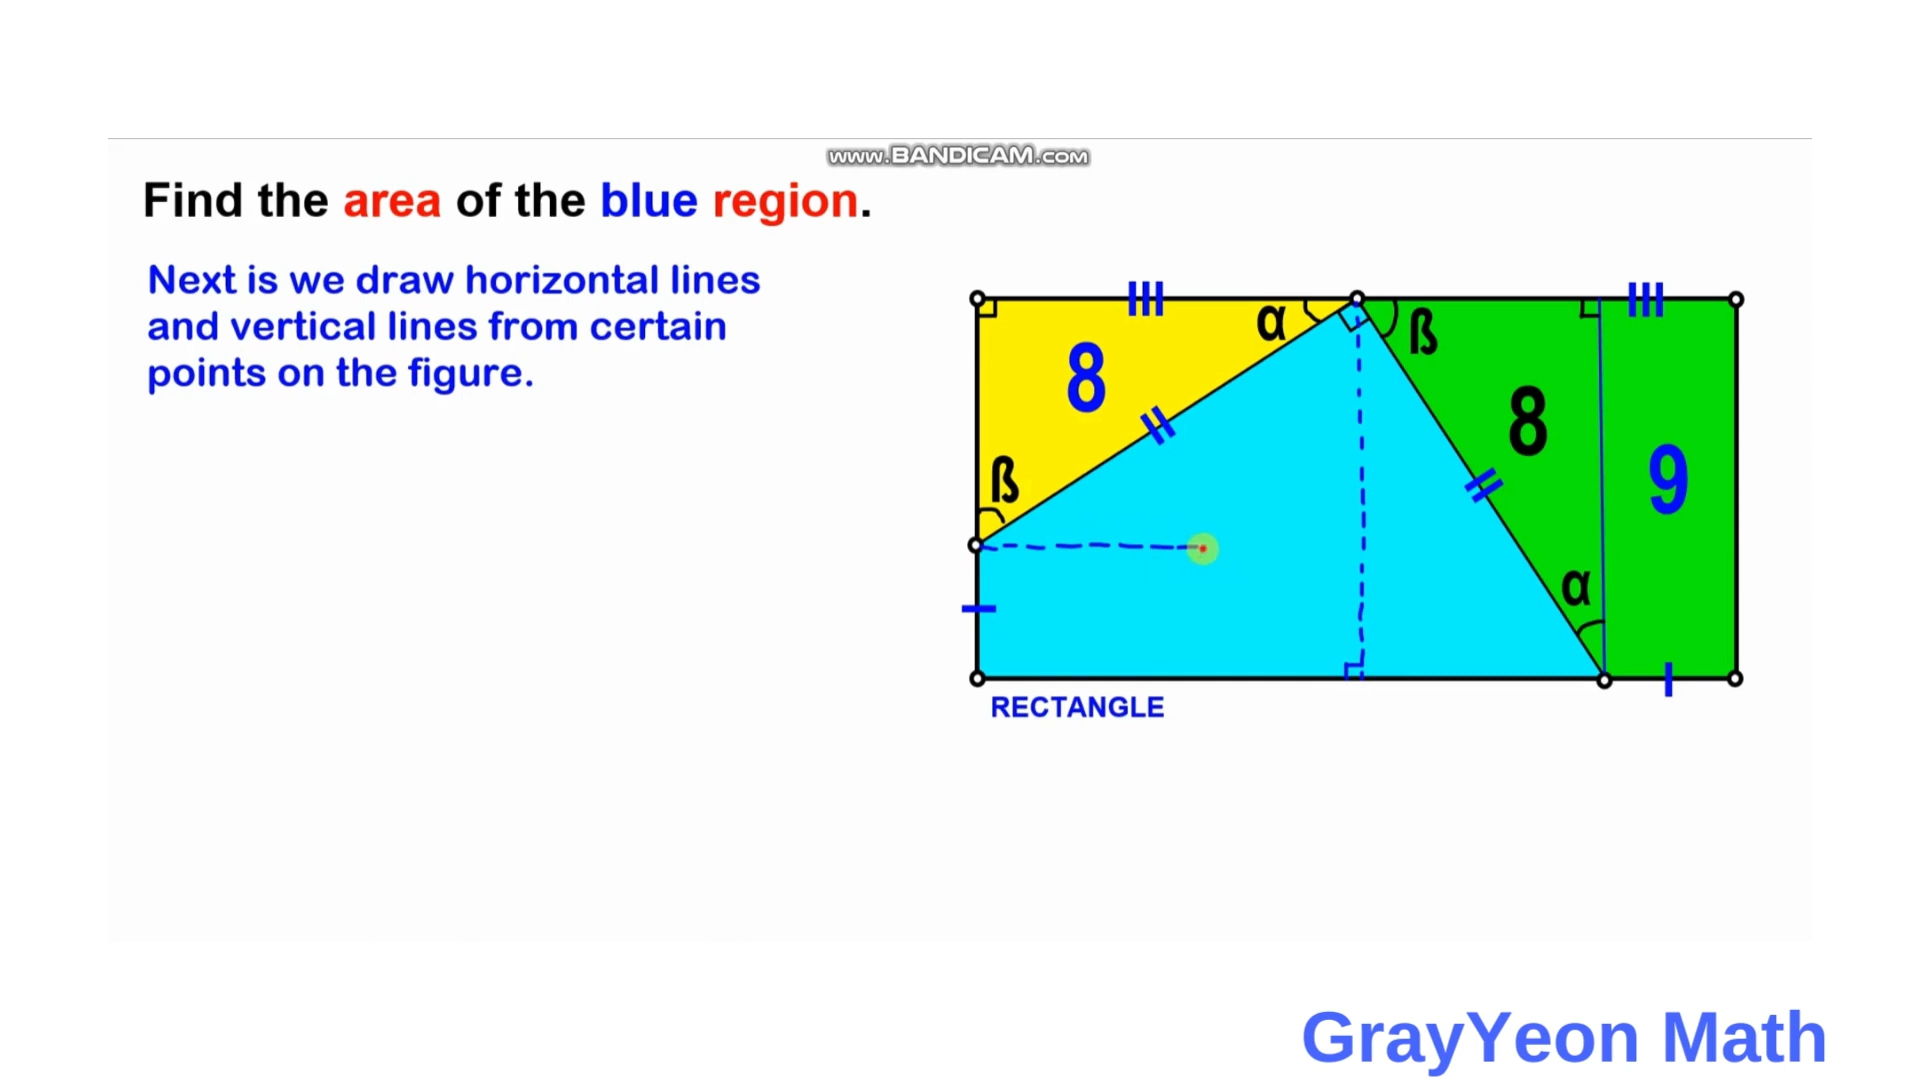 www.BANDICAM.com
Find the area of the blue region.
Next is we draw horizontal lines
and vertical lines from certain
points on the figure.
α
ß
8
8
ß
9
α
RECTANGLE
GrayYeon Math